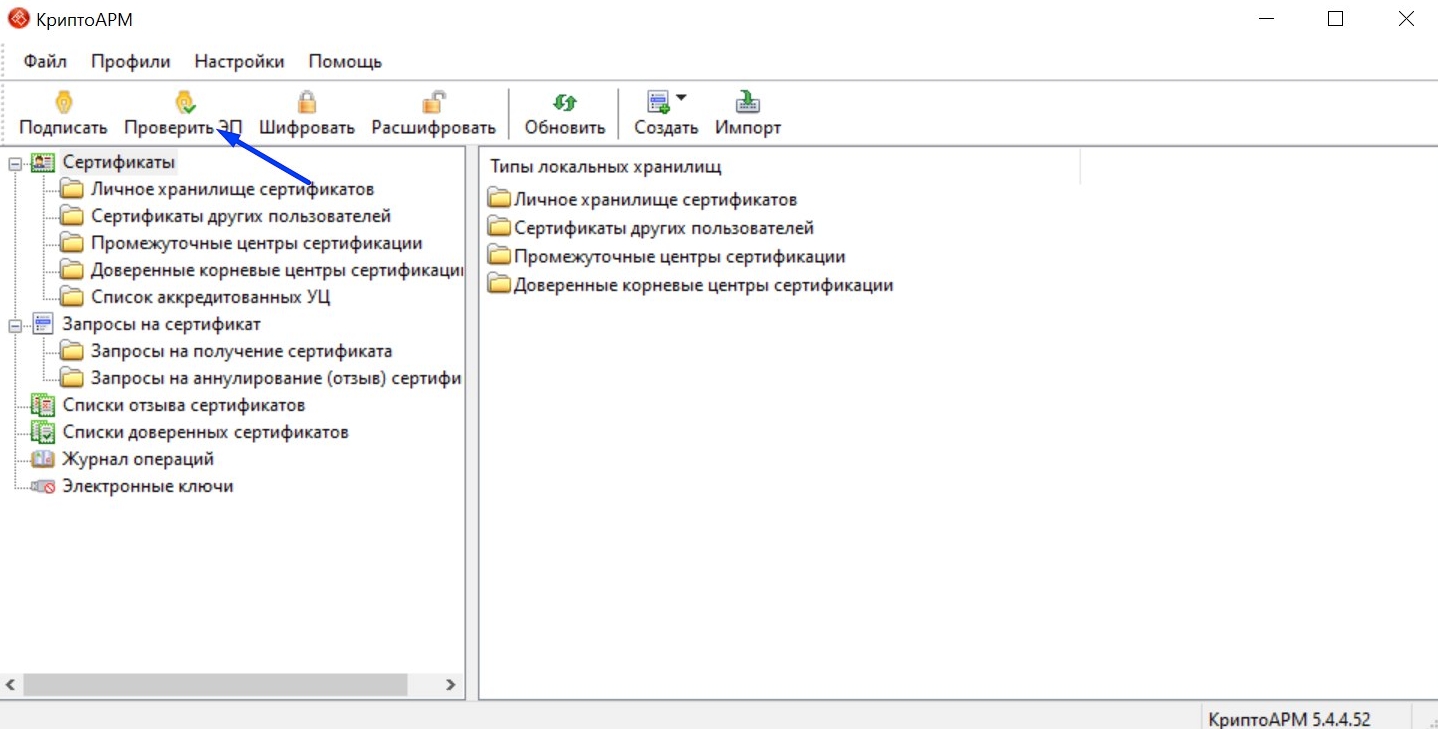 КриптоАРМ
Файл Профили Настройки Помощь
Подписать Проверить ЭП Шифровать Расшифровать Обновить Создать Импорт
Сертификаты
Личное хранилище сертификатов
Сертификаты других пользователей
Промежуточные центры сертификации
Доверенные корневые центры сертификации
Список аккредитованных УЦ
Запросы на сертификат
Запросы на получение сертификата
Запросы на аннулирование (отзыв) сертифи
Списки отзыва сертификатов
Списки доверенных сертификатов
Журнал операций
Электронные ключи
Типы локальных хранилищ
Личное хранилище сертификатов
Сертификаты других пользователей
Промежуточные центры сертификации
Доверенные корневые центры сертификации
КриптоАРМ 5.4.4.52